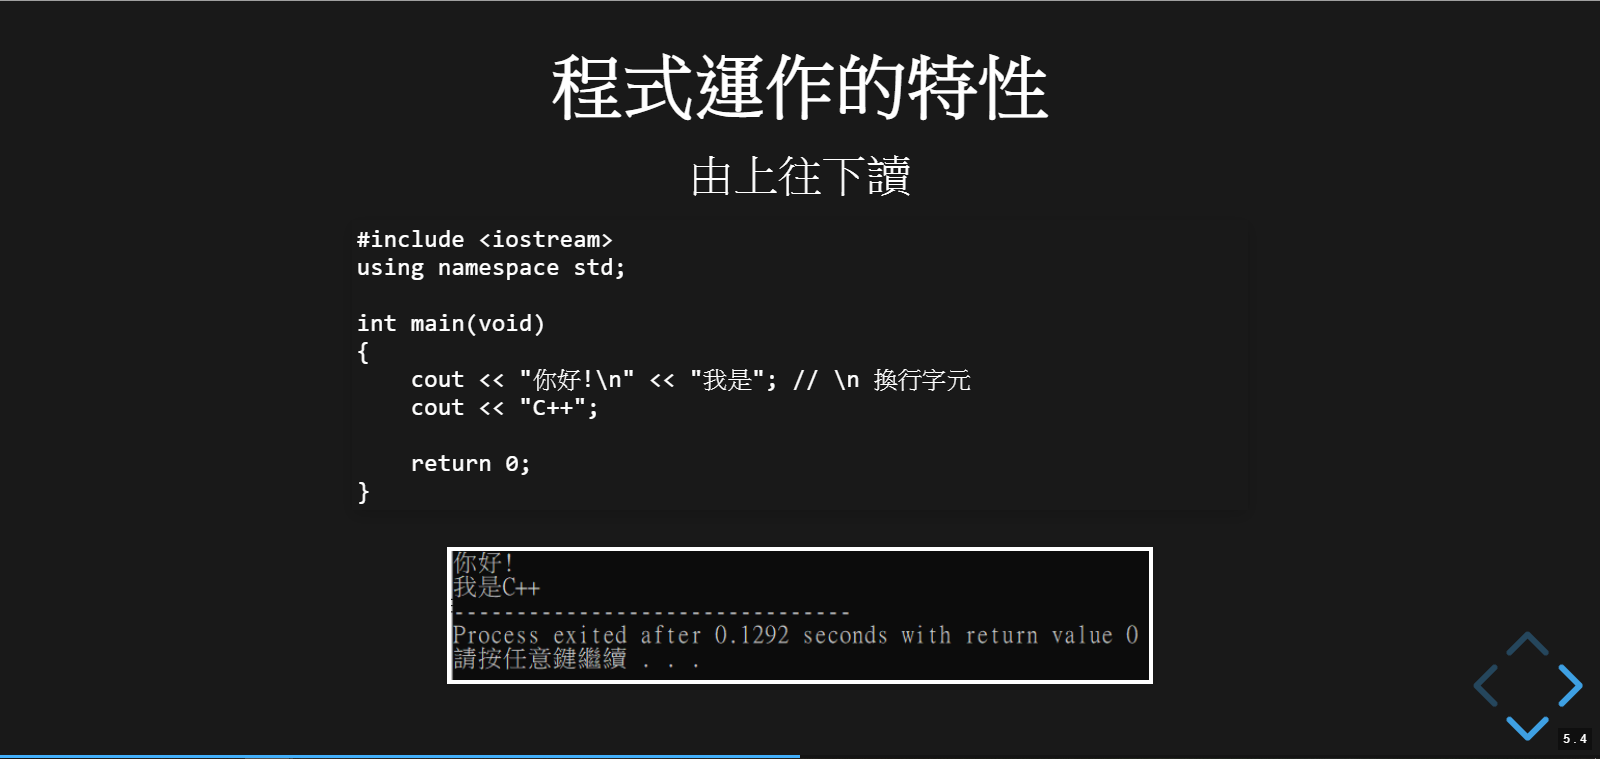 程式運作的特性
由上往下讀
#include <iostream>
using namespace std;
int main(void)
{
    cout << "你好!\n" << "我是"; // \n 換行字元
    cout << "C++";
    return 0;
}
你好!
我是C++
--------------------------------
Process exited after 0.1292 seconds with return value 0
請按任意鍵繼續 . . .
5.4